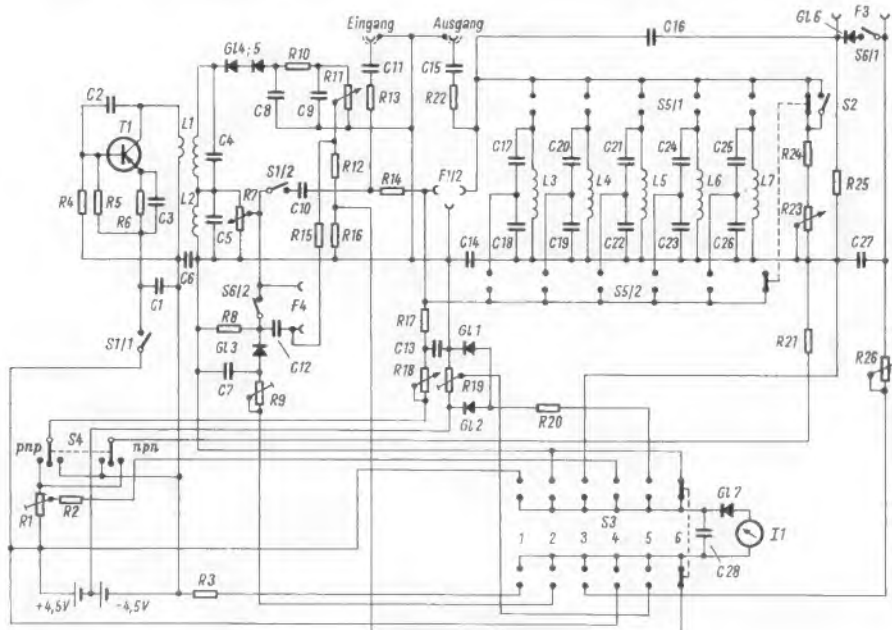 Eingang Ausgang C16 GL6 F3
S6/1
Gl4;5 R10 R11 C11 C15
C2 R13 R22 S5/1 S2
T1 L1 C4 C8 C9
C17 C20 C21 C24 C25 R24
R12
S1/2 R14 F1/2 L3 L4 L5 L6 L7
R4 R5 R6 C3 L2 R7 C10 R25
R23
C5 R15 R16 C18 C19 C22 C23 C26
C6 C14 C27
C1 S6/2 F4 S5/2
S1/1 R8 R17 GL1 R21
Gl3 C12 C13
C7 R9 R18 R19 R26
GL2 R20
pnp S4 npn
R1 R2 S3 GL7
1 2 3 4 5 6 I1
C28
+4,5V -4,5V R3